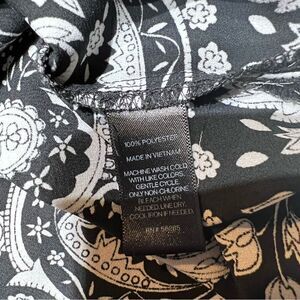 100% POLYESTER
MADE IN VIETNAM
MACHINE WASH COLD
WITH LIKE COLORS
GENTLE CYCLE
ONLY NON-CHLORINE
BLEACH WHEN
NEEDED. LINE DRY.
COOL IRON IF NEEDED.
RN#